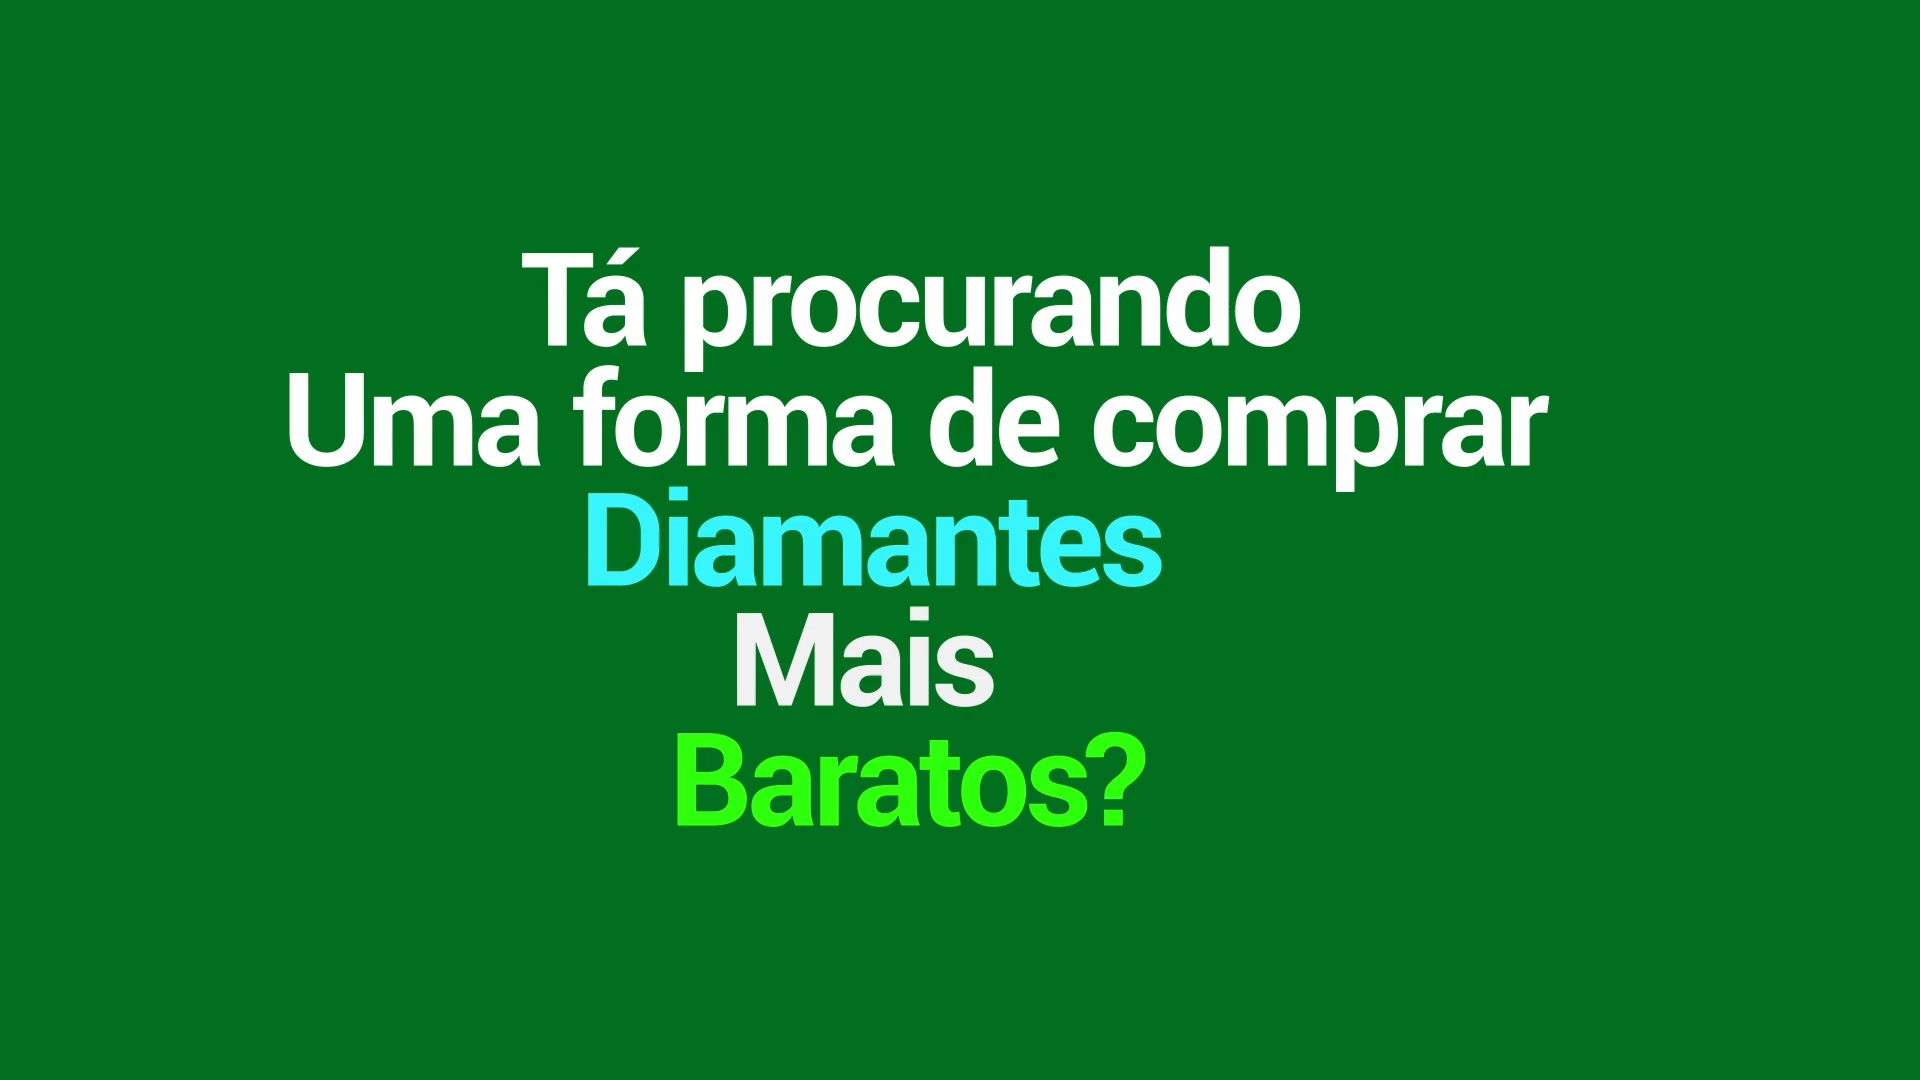 Tá procurando
Uma forma de comprar
Diamantes
Mais
Baratos?